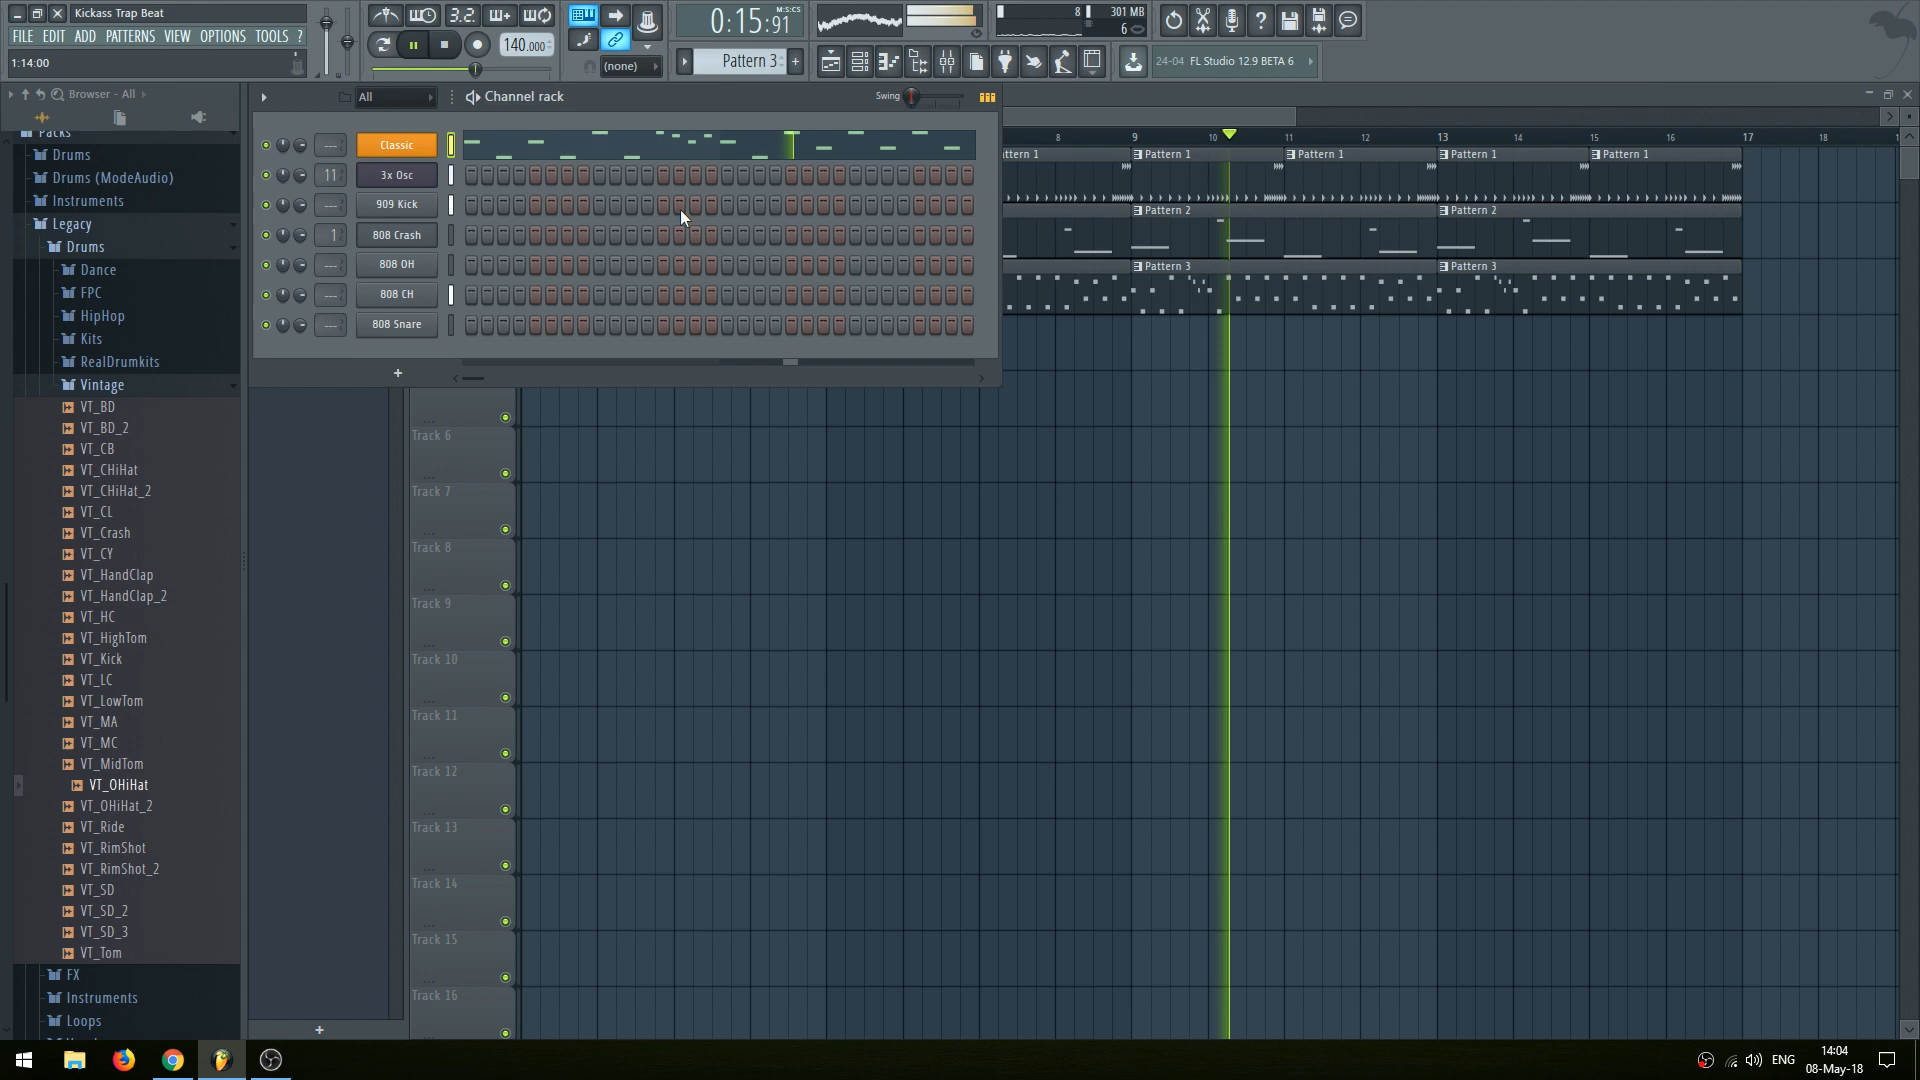 Kickass Trap Beat
FILE EDIT ADD PATTERNS VIEW OPTIONS TOOLS ?
1:14:00
3.2.
140.000
(none)
0:15:91
M:S:CS
Pattern 3
8
301 MB
6
24-04 FL Studio 12.9 BETA 6
Browser - All
Packs
Drums
Drums (ModeAudio)
Instruments
Legacy
Drums
Dance
FPC
HipHop
Kits
RealDrumkits
Vintage
VT_BD
VT_BD_2
VT_CB
VT_CHiHat
VT_CHiHat_2
VT_CL
VT_Crash
VT_CY
VT_HandClap
VT_HandClap_2
VT_HC
VT_HighTom
VT_Kick
VT_LC
VT_LowTom
VT_MA
VT_MC
VT_MidTom
VT_OHiHat
VT_OHiHat_2
VT_Ride
VT_RimShot
VT_RimShot_2
VT_SD
VT_SD_2
VT_SD_3
VT_Tom
FX
Instruments
Loops
All
Channel rack
Swing
--- Classic
11 3x Osc
--- 909 Kick
1 808 Crash
--- 808 OH
--- 808 CH
--- 808 Snare
8 9 10 11 12 13 14 15 16 17 18
ttern 1 Pattern 1 Pattern 1 Pattern 1 Pattern 1
Pattern 2 Pattern 2
Pattern 3 Pattern 3
Track 6
Track 7
Track 8
Track 9
Track 10
Track 11
Track 12
Track 13
Track 14
Track 15
Track 16
ENG
14:04
08-May-18